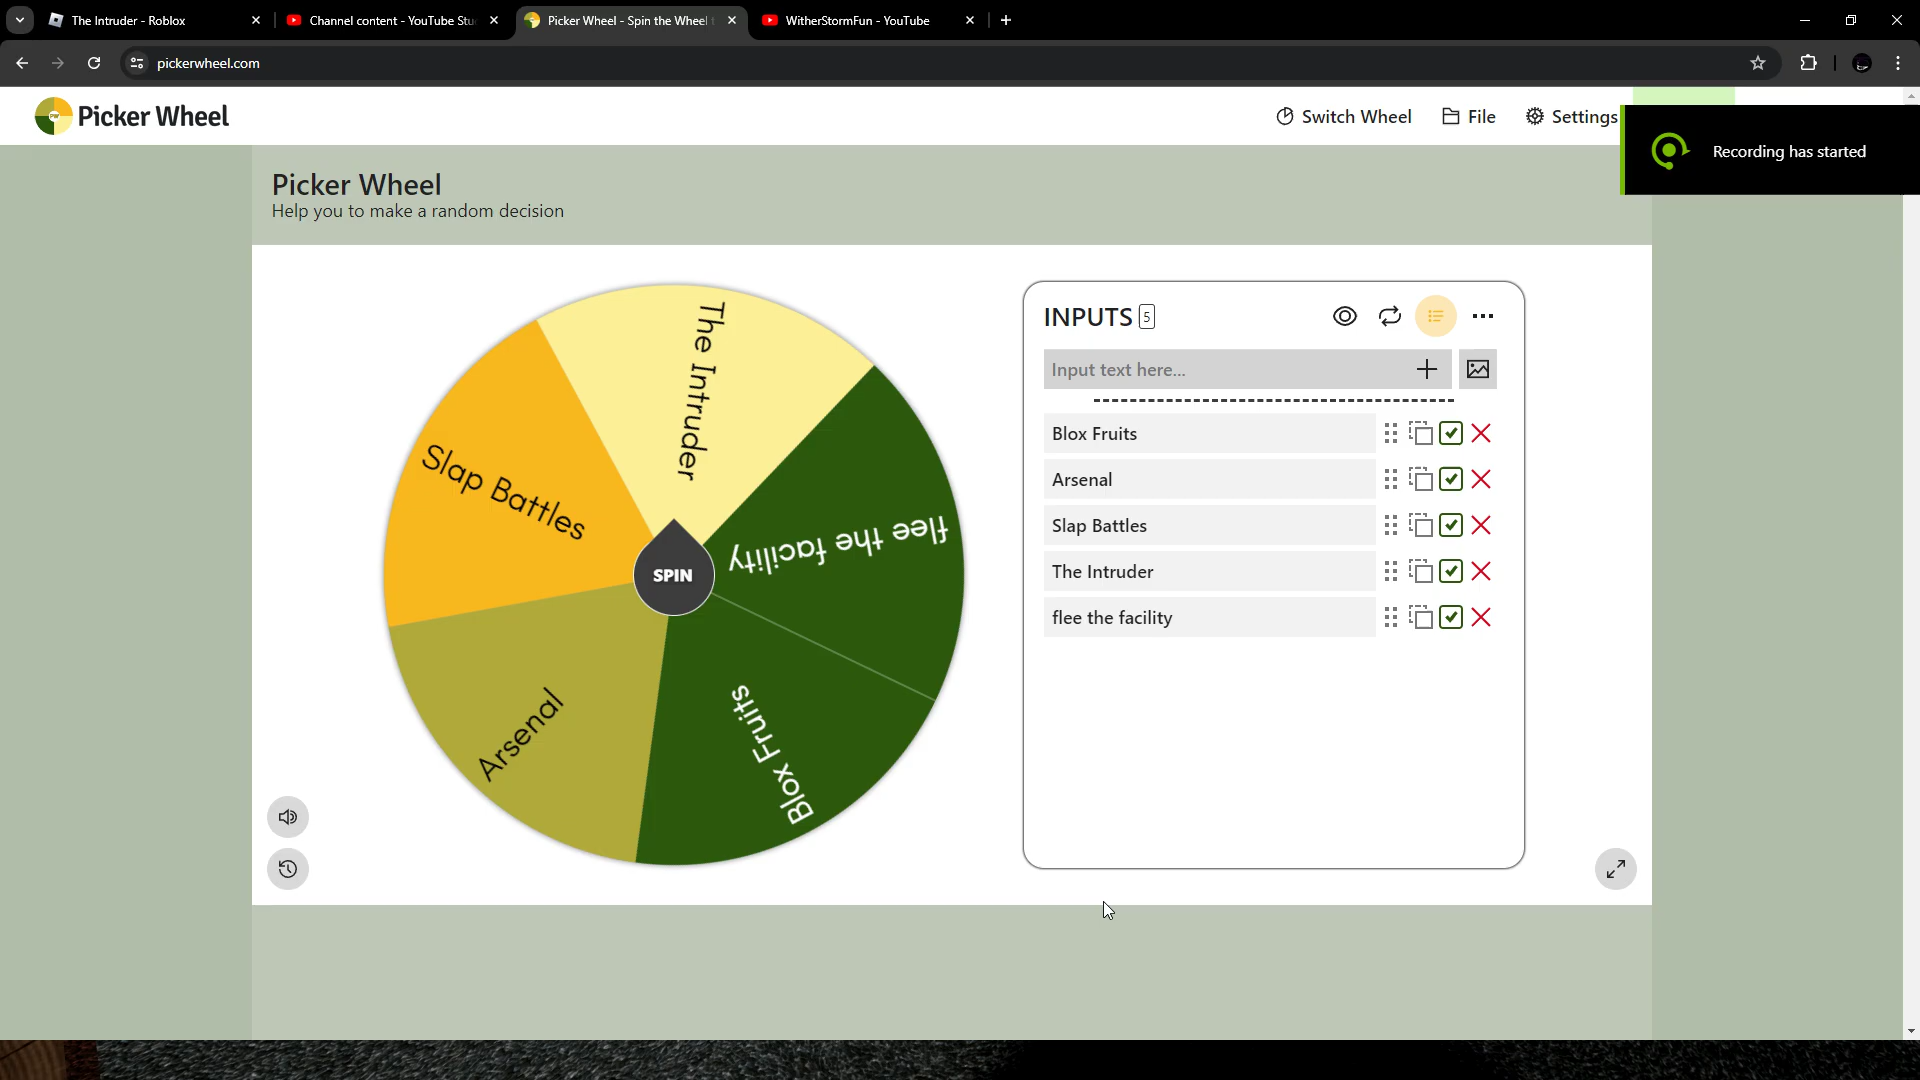 The Intruder - Roblox
Channel content - YouTube Stu
Picker Wheel - Spin the Wheel t
WitherStormFun - YouTube
pickerwheel.com
PW
Picker Wheel
Switch Wheel
File
Settings
Recording has started
Picker Wheel
Help you to make a random decision
The Intruder
flee the facility
Blox Fruits
Arsenal
Slap Battles
SPIN
INPUTS 5
Input text here...
Blox Fruits
Arsenal
Slap Battles
The Intruder
flee the facility